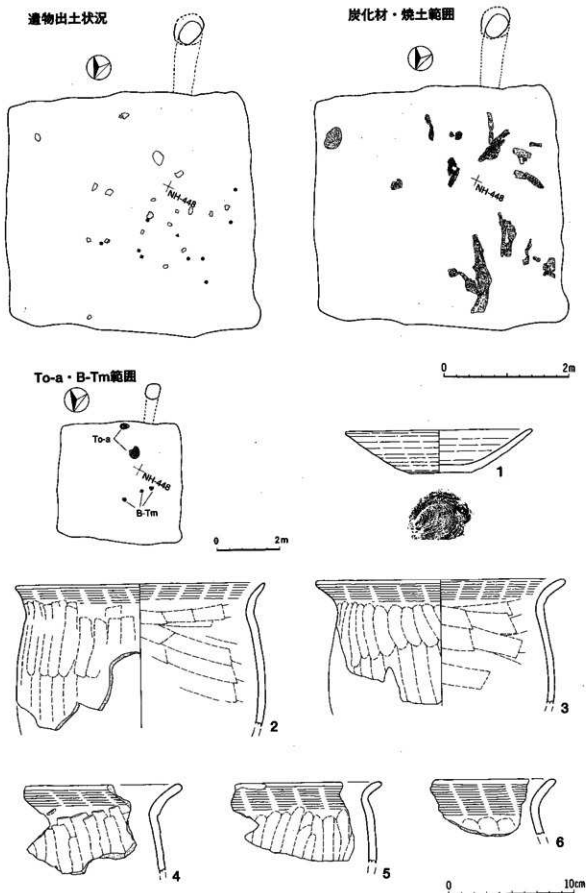 遺物出土状況
炭化材・焼土範囲
NH-448
NH-448
0 2m
To-a・B-Tm範囲
To-a
NH-448
B-Tm
0 2m
1
2
3
4
5
6
0 10cm